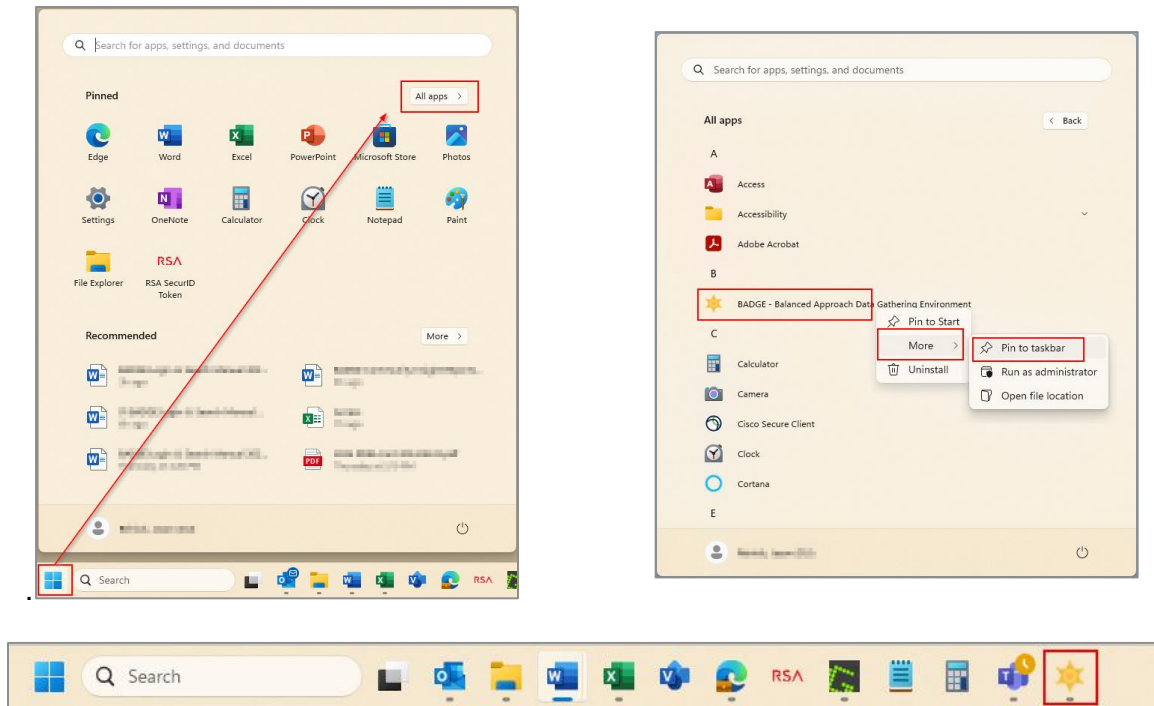 Search for apps, settings, and documents
Pinned
All apps >
Edge
Word
Excel
PowerPoint
Microsoft Store
Photos
Settings
OneNote
Calculator
Clock
Notepad
Paint
File Explorer
RSA
RSA SecurID
Token
Recommended
More >
PDF
Search
RSA
.
Search for apps, settings, and documents
All apps
< Back
A
Access
Accessibility
Adobe Acrobat
B
BADGE - Balanced Approach Data Gathering Environment
Pin to Start
C
More >
Pin to taskbar
Calculator
Uninstall
Run as administrator
Camera
Open file location
Cisco Secure Client
Clock
Cortana
E
Search
RSA